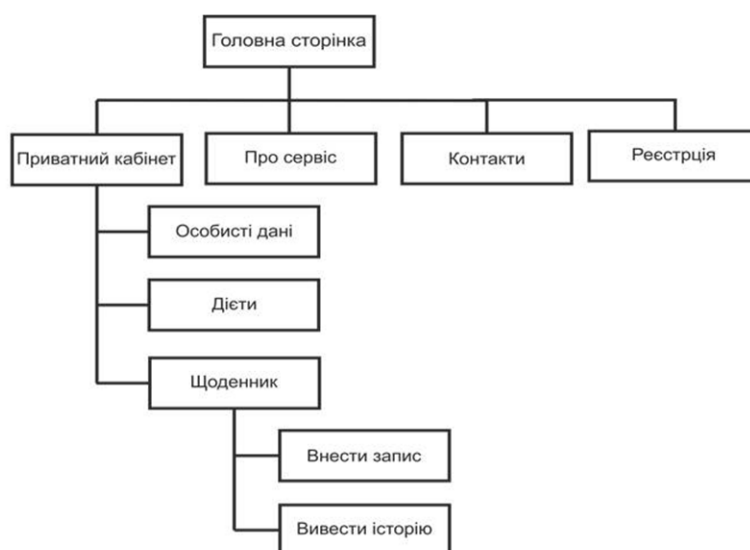 Головна сторінка
Приватний кабінет
Про сервіс
Контакти
Реєстрція
Особисті дані
Дієти
Щоденник
Внести запис
Вивести історію